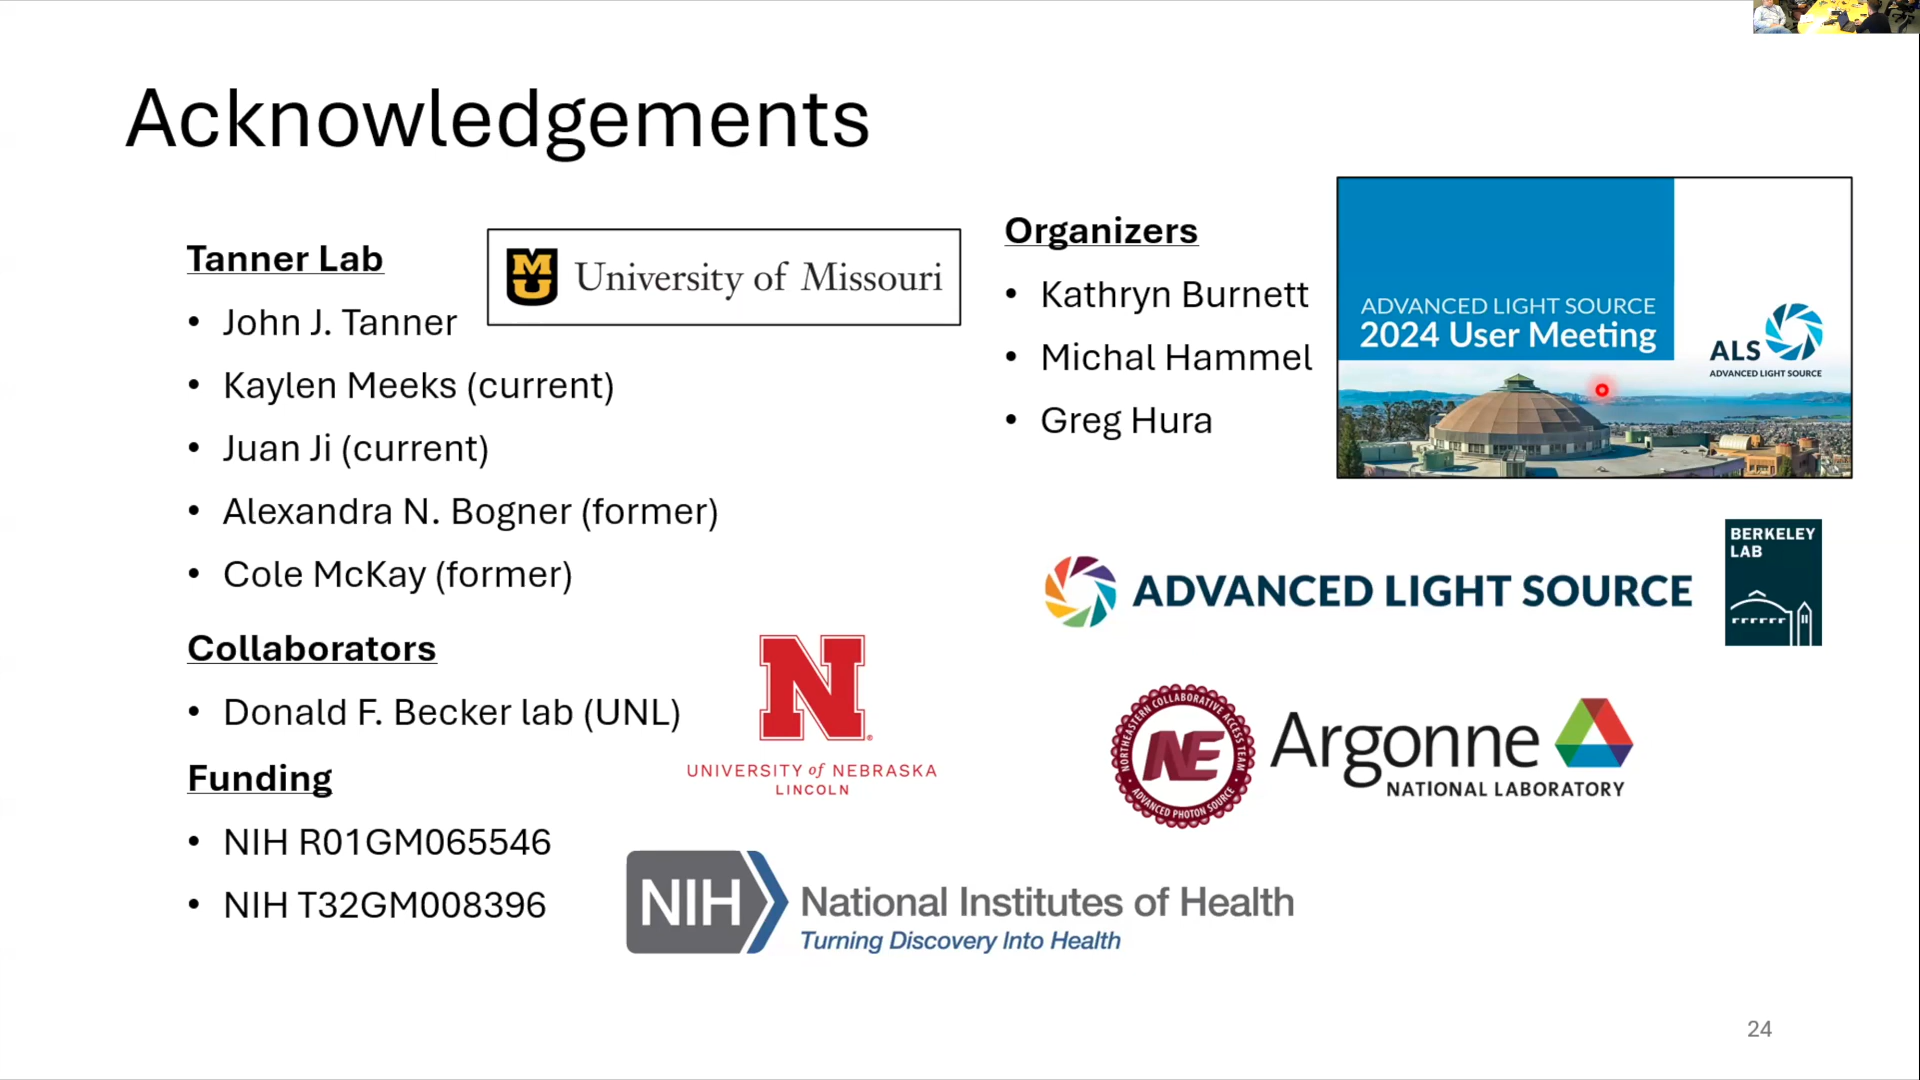 Acknowledgements
Tanner Lab
• John J. Tanner
• Kaylen Meeks (current)
• Juan Ji (current)
• Alexandra N. Bogner (former)
• Cole McKay (former)
MU University of Missouri
Collaborators
• Donald F. Becker lab (UNL)
N
UNIVERSITY of NEBRASKA
LINCOLN
Funding
• NIH R01GM065546
• NIH T32GM008396
NIH National Institutes of Health
Turning Discovery Into Health
Organizers
• Kathryn Burnett
• Michal Hammel
• Greg Hura
ADVANCED LIGHT SOURCE
2024 User Meeting
ALS
ADVANCED LIGHT SOURCE
ADVANCED LIGHT SOURCE
BERKELEY
LAB
NORTHEASTERN COLLABORATIVE ACCESS TEAM
NE
• ADVANCED PHOTON SOURCE •
Argonne
NATIONAL LABORATORY
24